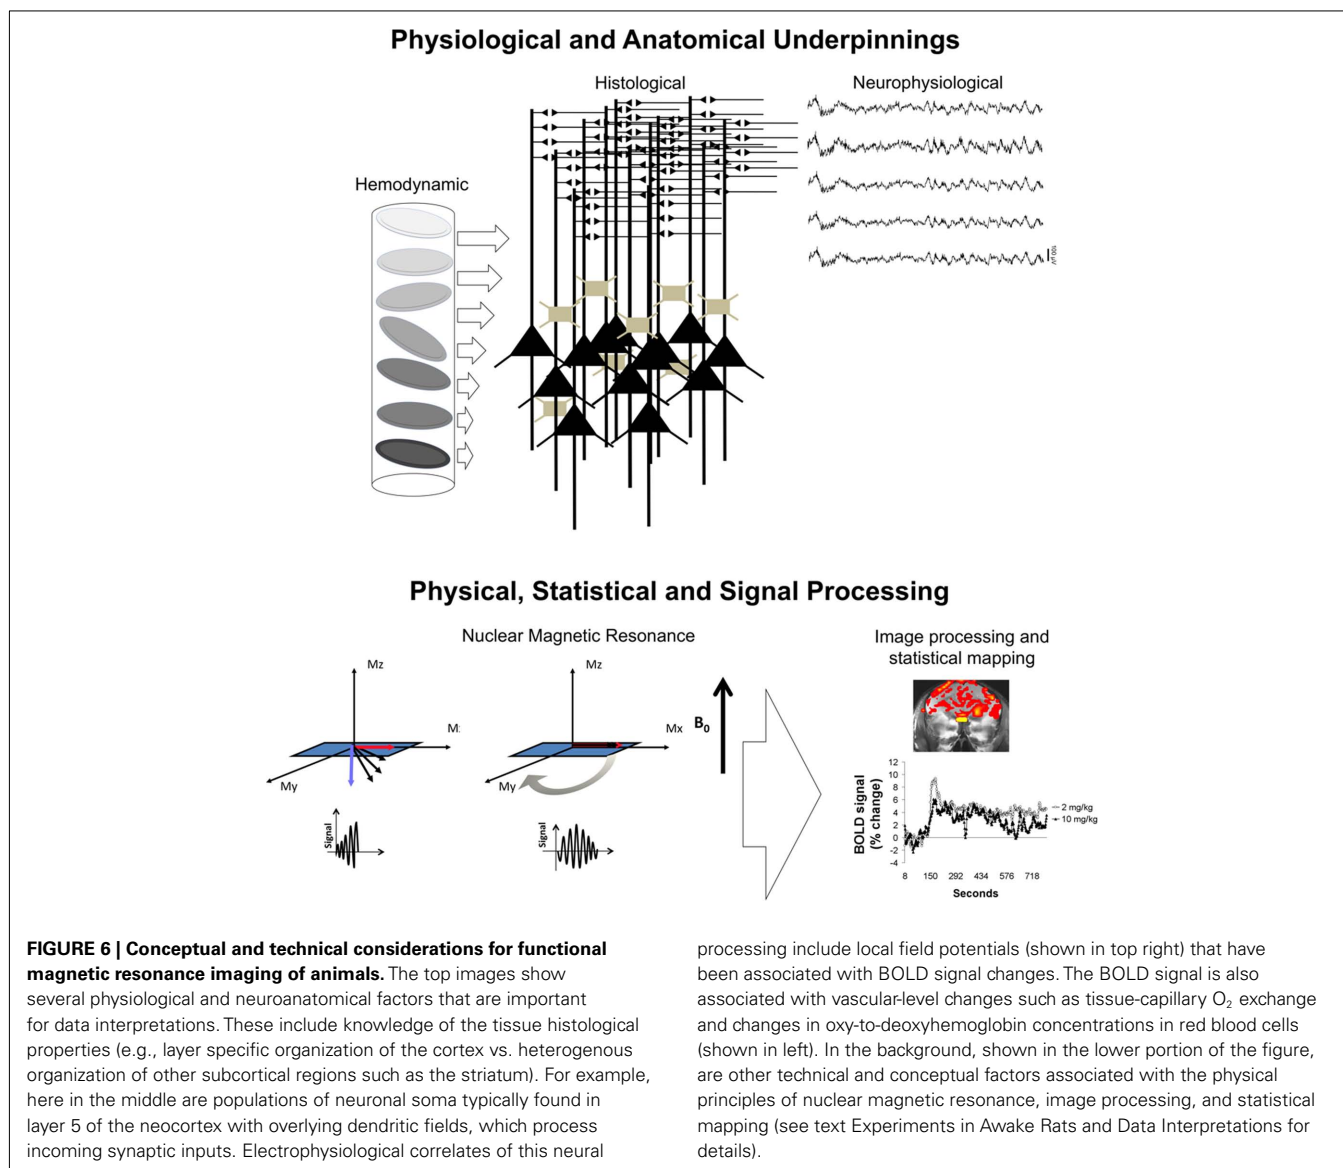 Physiological and Anatomical Underpinnings
Histological
Neurophysiological
Hemodynamic
100 μV
Physical, Statistical and Signal Processing
Nuclear Magnetic Resonance
Image processing and
statistical mapping
Mz
M:
My
Signal
Mz
Mx
My
Signal
B0
BOLD signal
(% change)
12
10
8
6
4
2
0
-2
-4
8 150 292 434 576 718
Seconds
2 mg/kg
10 mg/kg
FIGURE 6 | Conceptual and technical considerations for functional
magnetic resonance imaging of animals. The top images show
several physiological and neuroanatomical factors that are important
for data interpretations. These include knowledge of the tissue histological
properties (e.g., layer specific organization of the cortex vs. heterogenous
organization of other subcortical regions such as the striatum). For example,
here in the middle are populations of neuronal soma typically found in
layer 5 of the neocortex with overlying dendritic fields, which process
incoming synaptic inputs. Electrophysiological correlates of this neural
processing include local field potentials (shown in top right) that have
been associated with BOLD signal changes. The BOLD signal is also
associated with vascular-level changes such as tissue-capillary O₂ exchange
and changes in oxy-to-deoxyhemoglobin concentrations in red blood cells
(shown in left). In the background, shown in the lower portion of the figure,
are other technical and conceptual factors associated with the physical
principles of nuclear magnetic resonance, image processing, and statistical
mapping (see text Experiments in Awake Rats and Data Interpretations for
details).